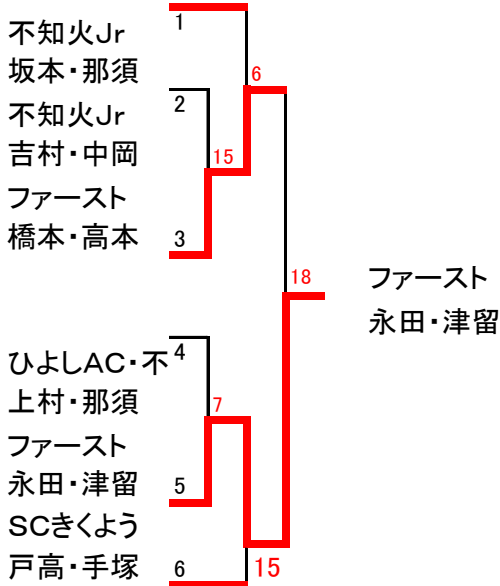 不知火Jr
坂本・那須
1
不知火Jr
吉村・中岡
2
ファースト
橋本・高本
3
15
6
ひよしAC・不
上村・那須
4
ファースト
永田・津留
5
7
SCきくよう
戸高・手塚
6
15
18
ファースト
永田・津留